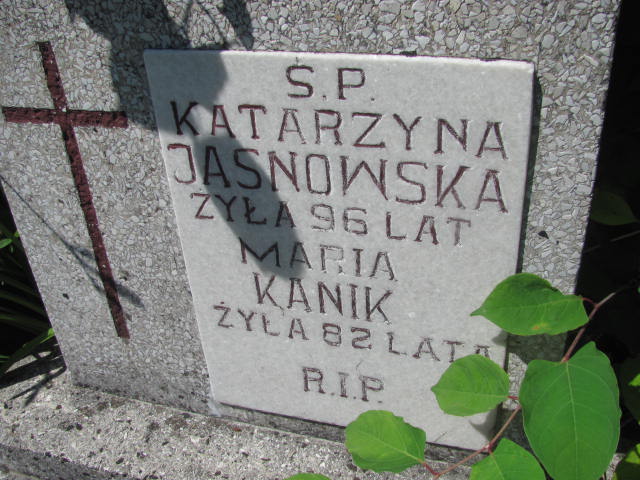 Ś.P.
KATARZYNA
JASNOWSKA
ŻYŁA 96 LAT
MARIA
KANIK
ŻYŁA 82 LATA
R.I.P.